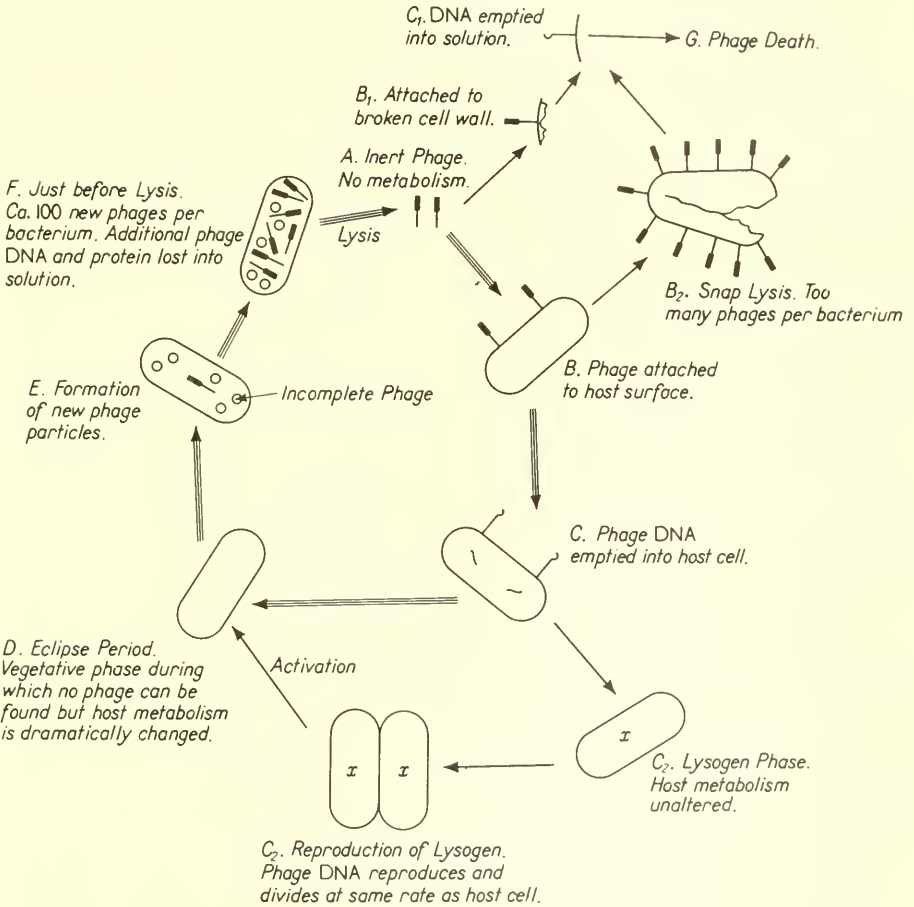 C₁. DNA emptied
into solution.
G. Phage Death.
B₁. Attached to
broken cell wall.
A. Inert Phage.
No metabolism.
F. Just before Lysis.
Ca. 100 new phages per
bacterium. Additional phage
DNA and protein lost into
solution.
Lysis
B₂. Snap Lysis. Too
many phages per bacterium
B. Phage attached
to host surface.
E. Formation
of new phage
particles.
Incomplete Phage
C. Phage DNA
emptied into host cell.
D. Eclipse Period.
Vegetative phase during
which no phage can be
found but host metabolism
is dramatically changed.
Activation
x
C₂. Lysogen Phase.
Host metabolism
unaltered.
x x
C₂. Reproduction of Lysogen.
Phage DNA reproduces and
divides at same rate as host cell.